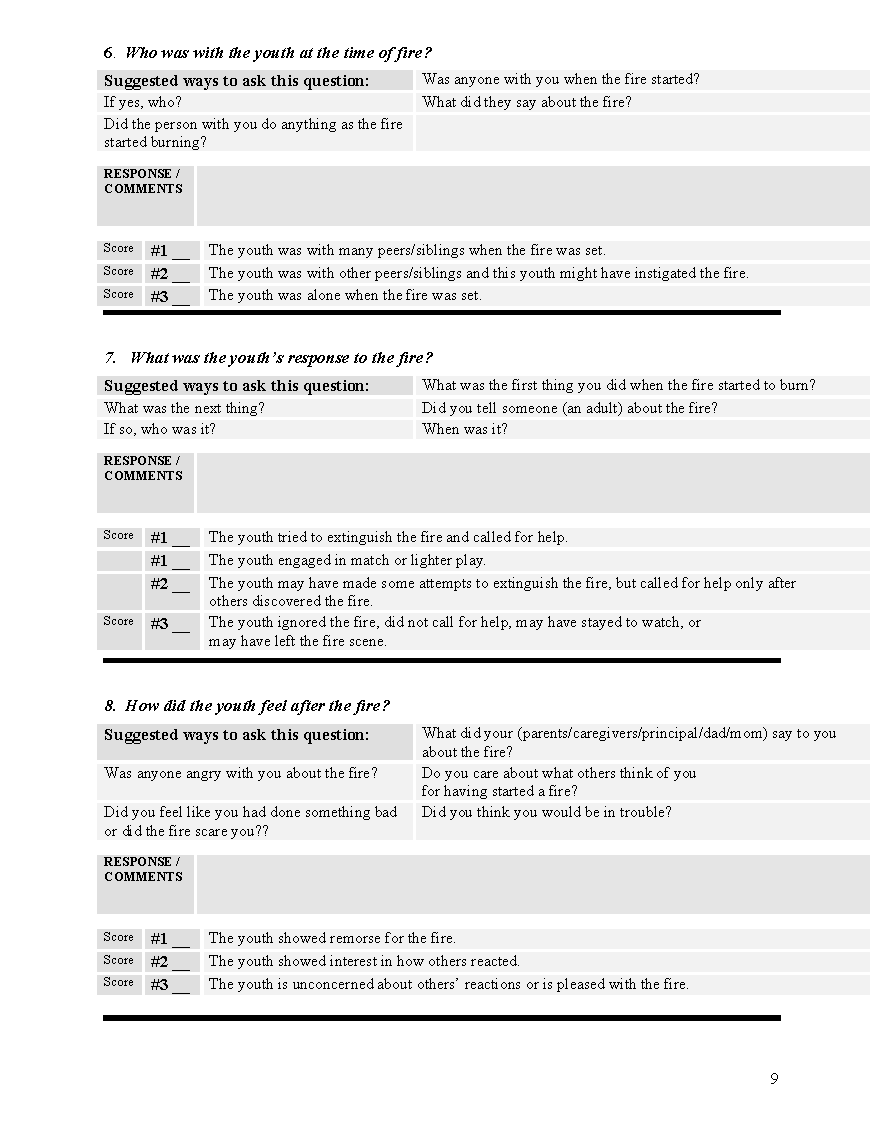 6. Who was with the youth at the time of fire?
Suggested ways to ask this question:
Was anyone with you when the fire started?
If yes, who?
What did they say about the fire?
Did the person with you do anything as the fire
started burning?
RESPONSE /
COMMENTS
Score #1 __ The youth was with many peers/siblings when the fire was set.
Score #2 __ The youth was with other peers/siblings and this youth might have instigated the fire.
Score #3 __ The youth was alone when the fire was set.
7. What was the youth’s response to the fire?
Suggested ways to ask this question:
What was the first thing you did when the fire started to burn?
What was the next thing?
Did you tell someone (an adult) about the fire?
If so, who was it?
When was it?
RESPONSE /
COMMENTS
Score #1 __ The youth tried to extinguish the fire and called for help.
#1 __ The youth engaged in match or lighter play.
#2 __ The youth may have made some attempts to extinguish the fire, but called for help only after
others discovered the fire.
Score #3 __ The youth ignored the fire, did not call for help, may have stayed to watch, or
may have left the fire scene.
8. How did the youth feel after the fire?
Suggested ways to ask this question:
What did your (parents/caregivers/principal/dad/mom) say to you
about the fire?
Was anyone angry with you about the fire?
Do you care about what others think of you
for having started a fire?
Did you feel like you had done something bad
or did the fire scare you??
Did you think you would be in trouble?
RESPONSE /
COMMENTS
Score #1 __ The youth showed remorse for the fire.
Score #2 __ The youth showed interest in how others reacted.
Score #3 __ The youth is unconcerned about others’ reactions or is pleased with the fire.
9